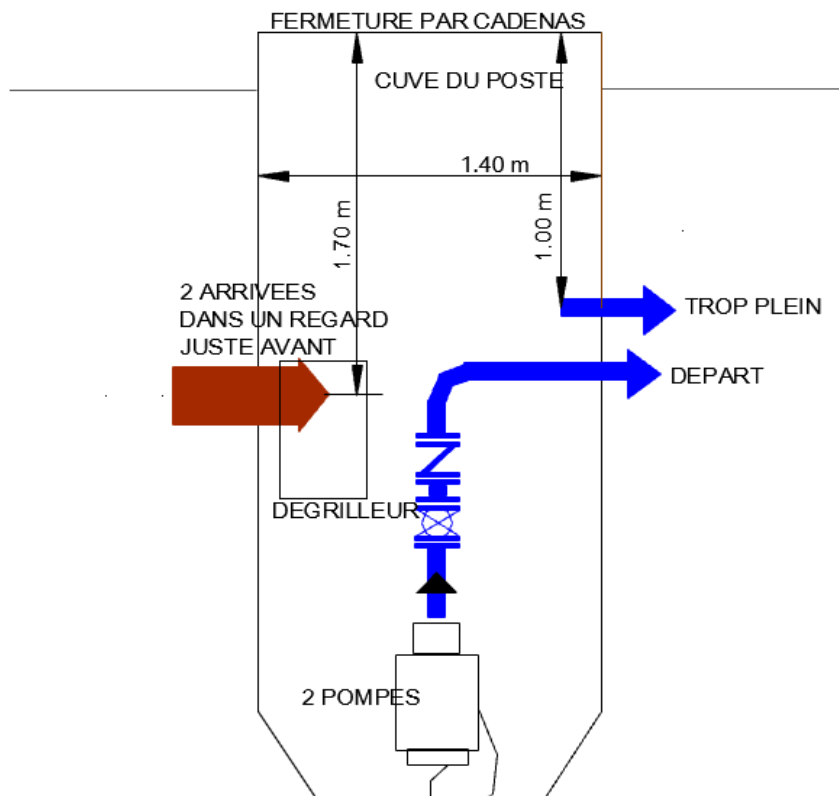 FERMETURE PAR CADENAS
CUVE DU POSTE
1.40 m
1.70 m
1.00 m
2 ARRIVEES
DANS UN REGARD
JUSTE AVANT
TROP PLEIN
DEPART
DEGRILLEUR
2 POMPES